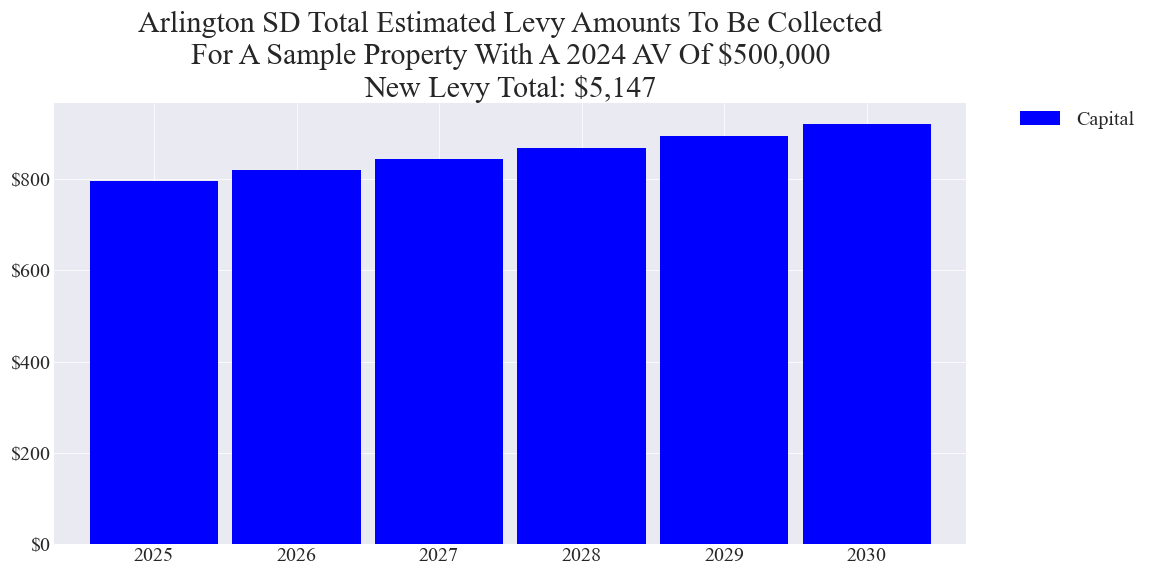 Arlington SD Total Estimated Levy Amounts To Be Collected
For A Sample Property With A 2024 AV Of $500,000
New Levy Total: $5,147
Capital
$800
$600
$400
$200
$0
2025 2026 2027 2028 2029 2030